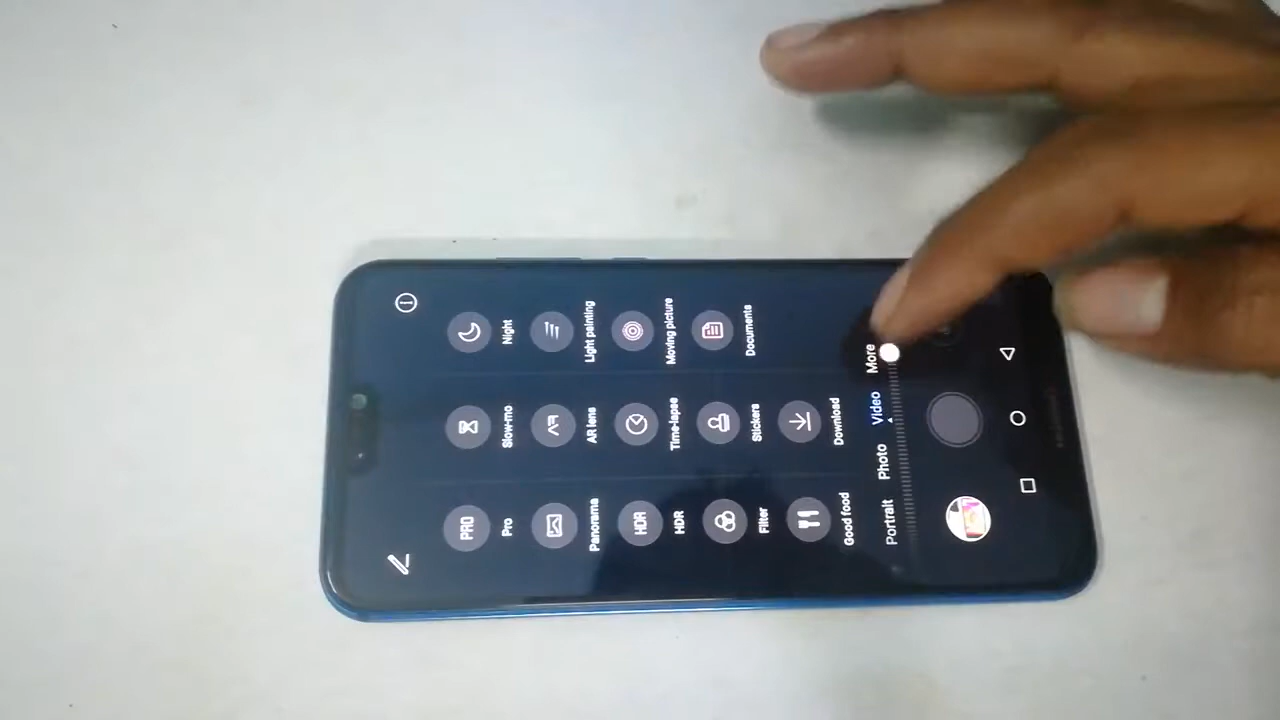 PRO
Pro
Slow-mo
Night
Panorama
AR lens
Light painting
HDR
HDR
Time-lapse
Moving picture
Filter
Stickers
Documents
Good food
Download
Portrait
Photo
Video
More